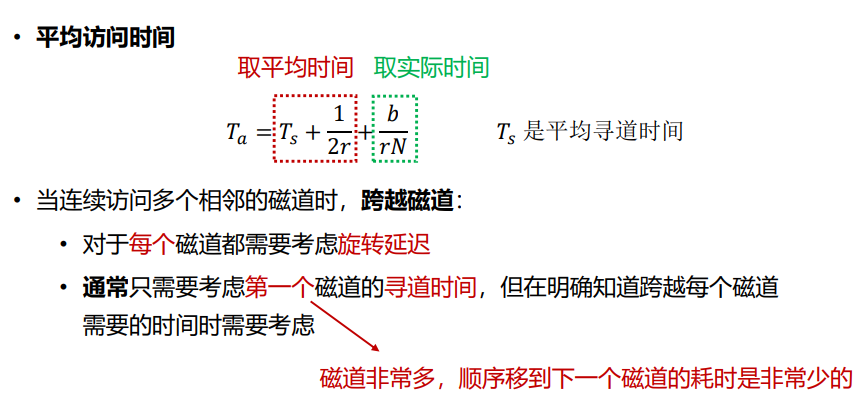 • 平均访问时间
取平均时间 取实际时间
T_a = T_s + 1/(2r) + b/(rN) T_s 是平均寻道时间
• 当连续访问多个相邻的磁道时，跨越磁道：
• 对于每个磁道都需要考虑旋转延迟
• 通常只需要考虑第一个磁道的寻道时间，但在明确知道跨越每个磁道
需要的时间时需要考虑
磁道非常多，顺序移到下一个磁道的耗时是非常少的